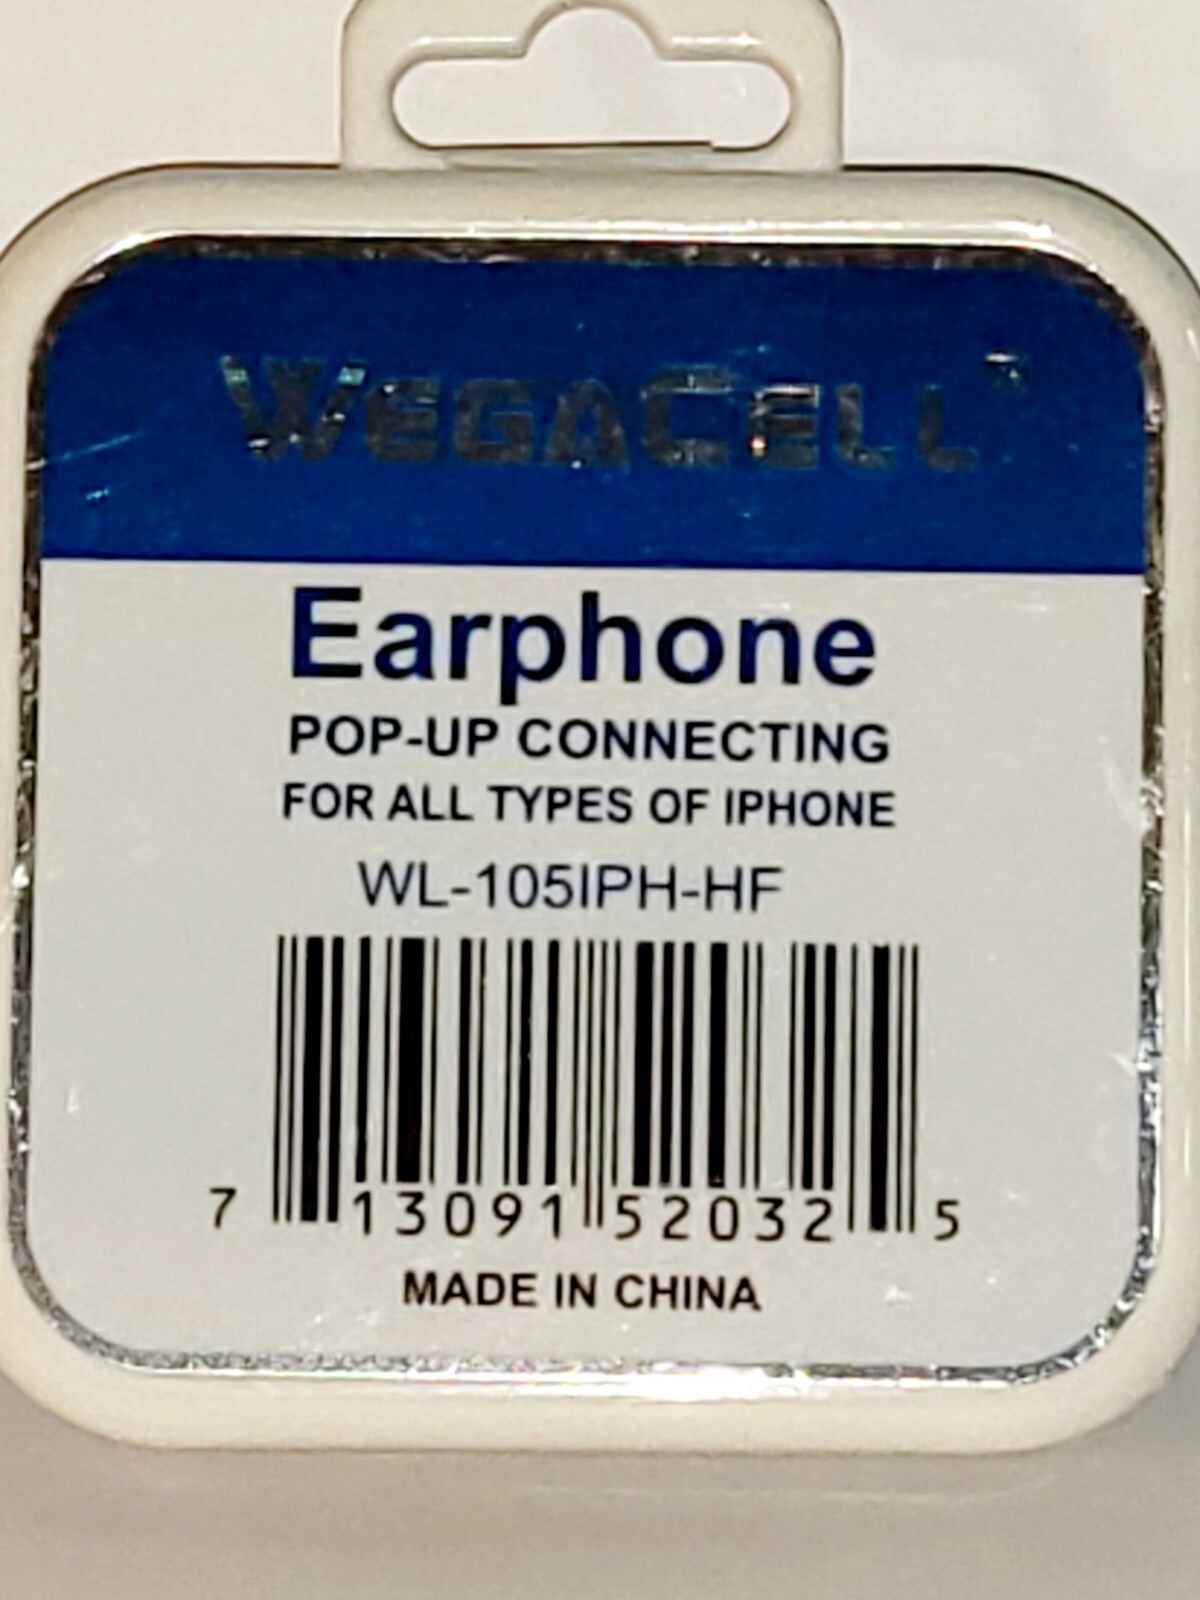 WEGACELL
Earphone
POP-UP CONNECTING
FOR ALL TYPES OF IPHONE
WL-105IPH-HF
7 13091 52032 5
MADE IN CHINA